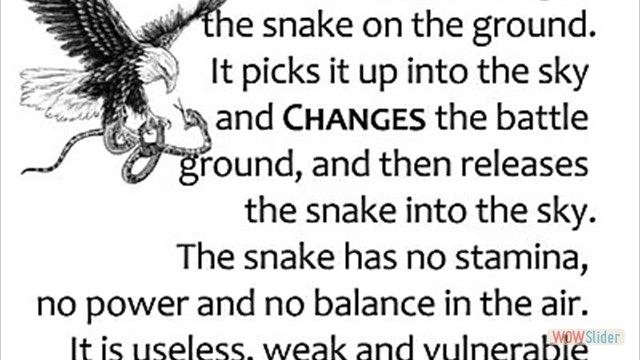 the snake on the ground.
It picks it up into the sky
and CHANGES the battle
ground, and then releases
the snake into the sky.
The snake has no stamina,
no power and no balance in the air.
It is useless, weak and vulnerable
WOWSlider